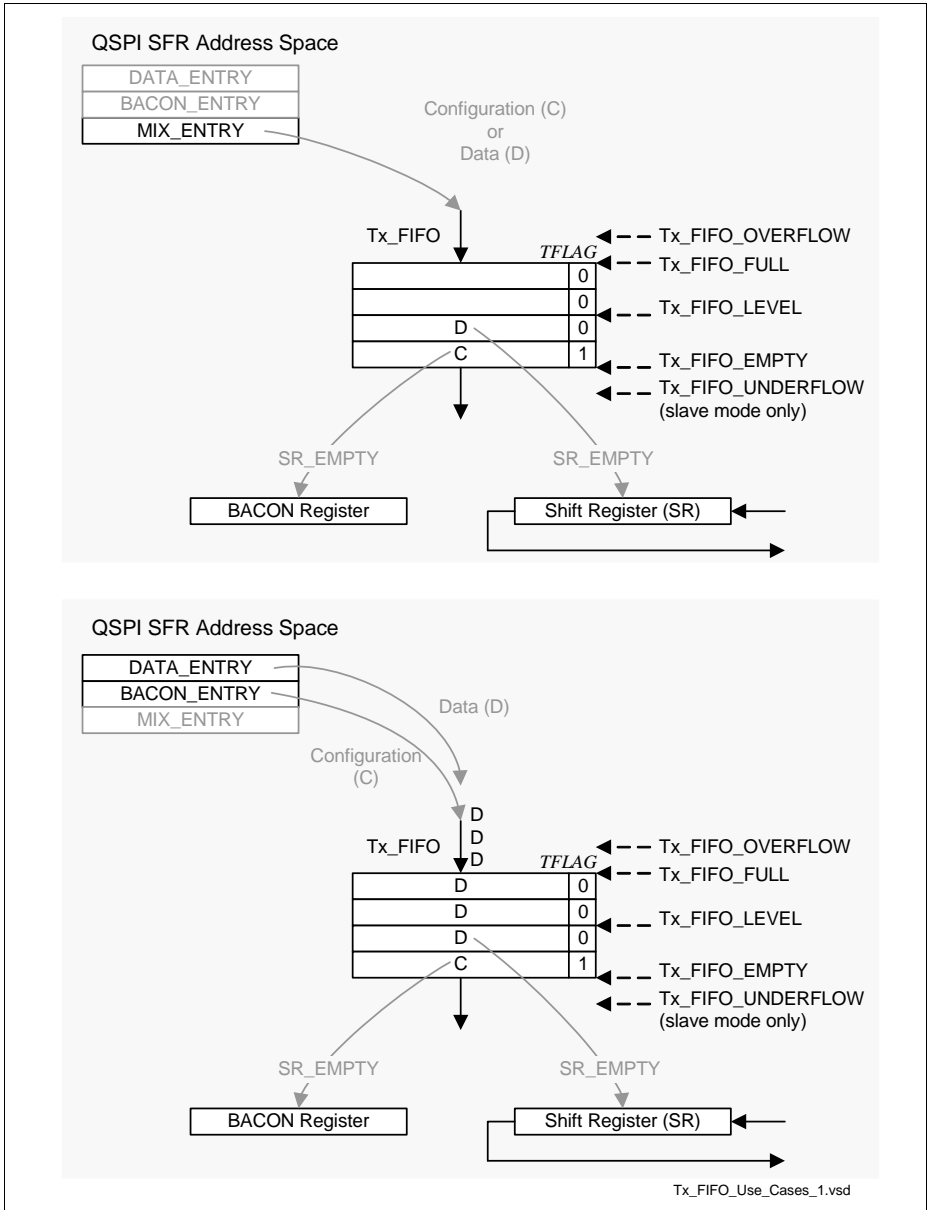 QSPI SFR Address Space
DATA_ENTRY
BACON_ENTRY
MIX_ENTRY
Configuration (C)
or
Data (D)
Tx_FIFO
TFLAG
Tx_FIFO_OVERFLOW
Tx_FIFO_FULL
0
0
Tx_FIFO_LEVEL
D 0
C 1
Tx_FIFO_EMPTY
Tx_FIFO_UNDERFLOW
(slave mode only)
SR_EMPTY SR_EMPTY
BACON Register Shift Register (SR)
QSPI SFR Address Space
DATA_ENTRY
BACON_ENTRY
MIX_ENTRY
Data (D)
Configuration
(C)
D
D
D
Tx_FIFO
TFLAG
Tx_FIFO_OVERFLOW
Tx_FIFO_FULL
D 0
D 0
Tx_FIFO_LEVEL
D 0
C 1
Tx_FIFO_EMPTY
Tx_FIFO_UNDERFLOW
(slave mode only)
SR_EMPTY SR_EMPTY
BACON Register Shift Register (SR)
Tx_FIFO_Use_Cases_1.vsd